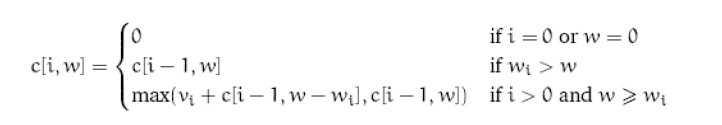 c[i, w] = { 0 if i = 0 or w = 0
c[i − 1, w] if wᵢ > w
max(vᵢ + c[i − 1, w − wᵢ], c[i − 1, w]) if i > 0 and w ⩾ wᵢ